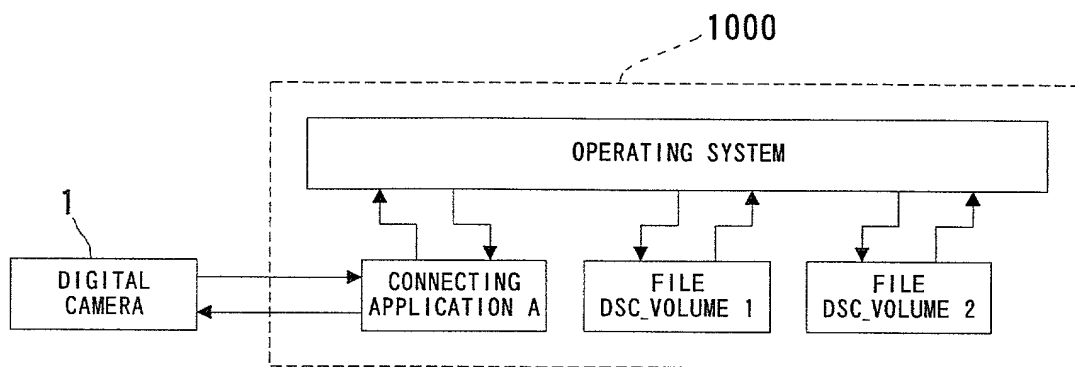 1000
OPERATING SYSTEM
1
DIGITAL
CAMERA
CONNECTING
APPLICATION A
FILE
DSC_VOLUME 1
FILE
DSC_VOLUME 2